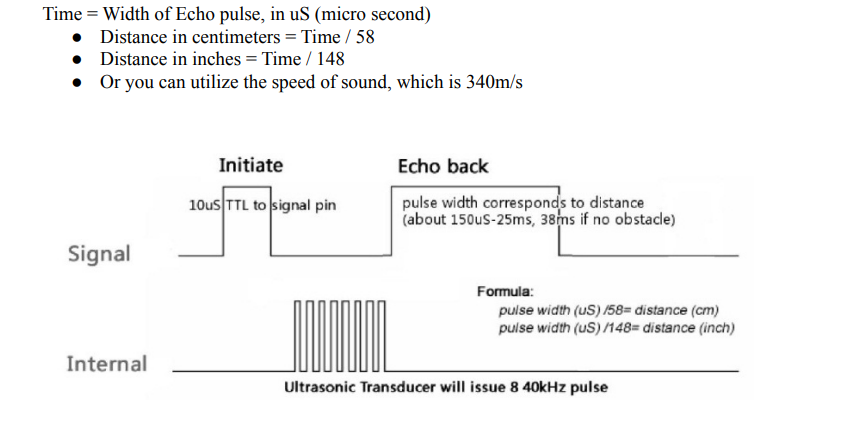 Time = Width of Echo pulse, in uS (micro second)
● Distance in centimeters = Time / 58
● Distance in inches = Time / 148
● Or you can utilize the speed of sound, which is 340m/s
Initiate
Echo back
10uS TTL to signal pin
pulse width corresponds to distance
(about 150uS-25ms, 38ms if no obstacle)
Signal
Formula:
pulse width (uS) /58= distance (cm)
pulse width (uS) /148= distance (inch)
Internal
Ultrasonic Transducer will issue 8 40kHz pulse